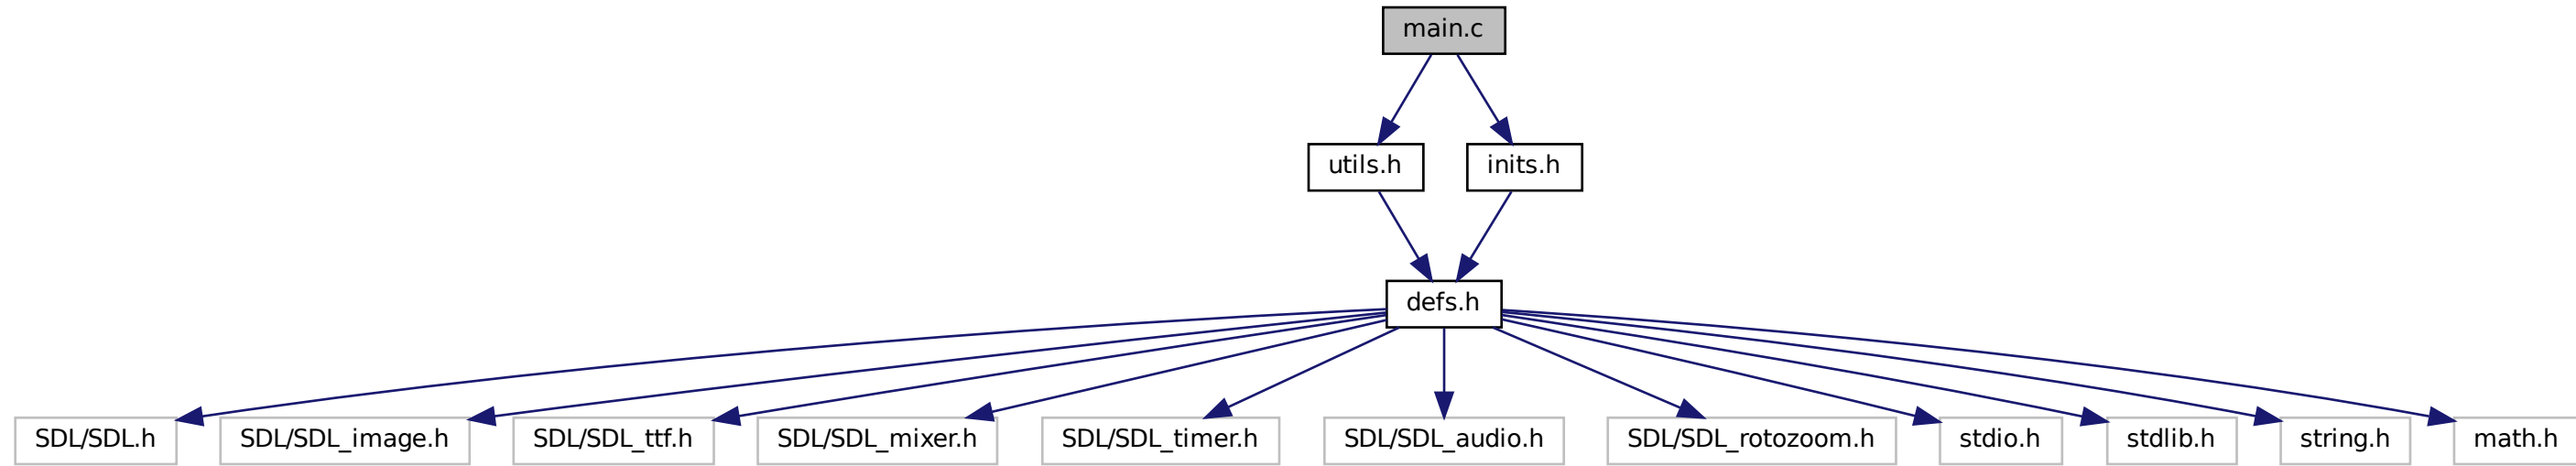 main.c
utils.h
inits.h
defs.h
SDL/SDL.h
SDL/SDL_image.h
SDL/SDL_ttf.h
SDL/SDL_mixer.h
SDL/SDL_timer.h
SDL/SDL_audio.h
SDL/SDL_rotozoom.h
stdio.h
stdlib.h
string.h
math.h